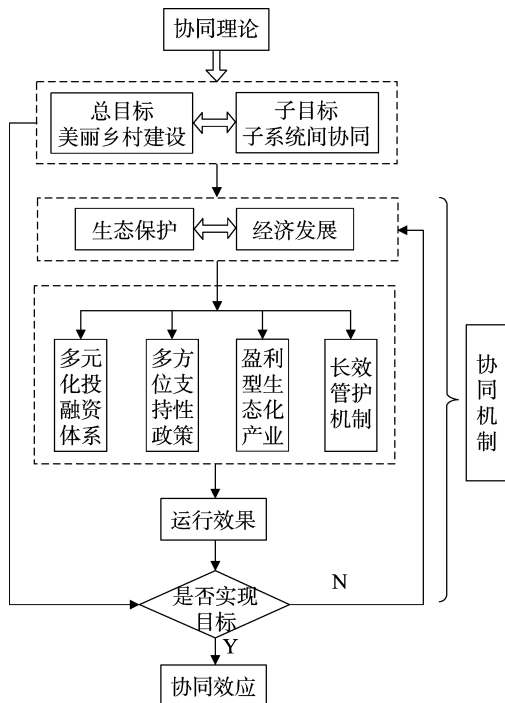 协同理论
总目标
美丽乡村建设
子目标
子系统间协同
生态保护
经济发展
多元
化投
融资
体系
多方
位支
持性
政策
盈利
型生
态化
产业
长效
管护
机制
协
同
机
制
运行效果
是否实现
目标
N
Y
协同效应